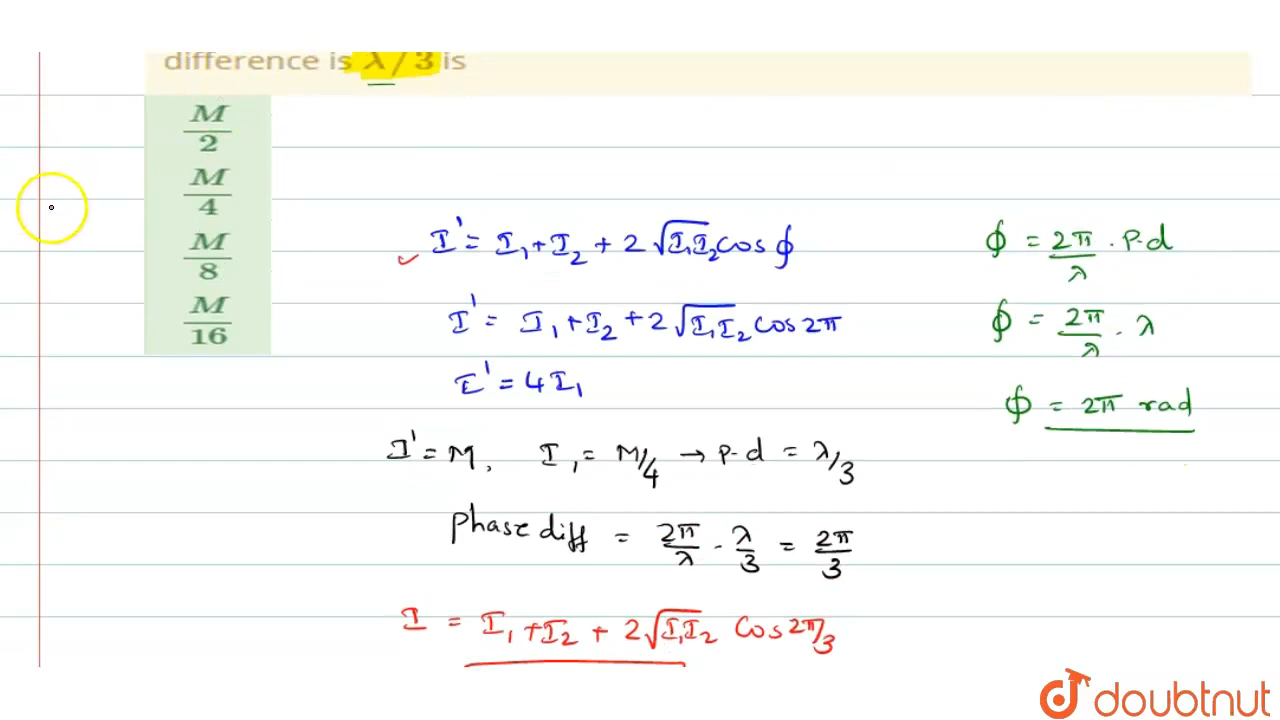 difference is λ/3 is
M/2
M/4
M/8
M/16
I' = I₁+I₂ + 2√I₁I₂ cos ϕ
ϕ = 2π/λ · P·d
I' = I₁+I₂ +2√I₁I₂ cos 2π
ϕ = 2π/λ · λ
I' = 4I₁
ϕ = 2π rad
I' = M, I₁ = M/4 → P·d = λ/3
Phase diff = 2π/λ · λ/3 = 2π/3
I = I₁+I₂ + 2√I₁I₂ cos 2π/3
doubtnut